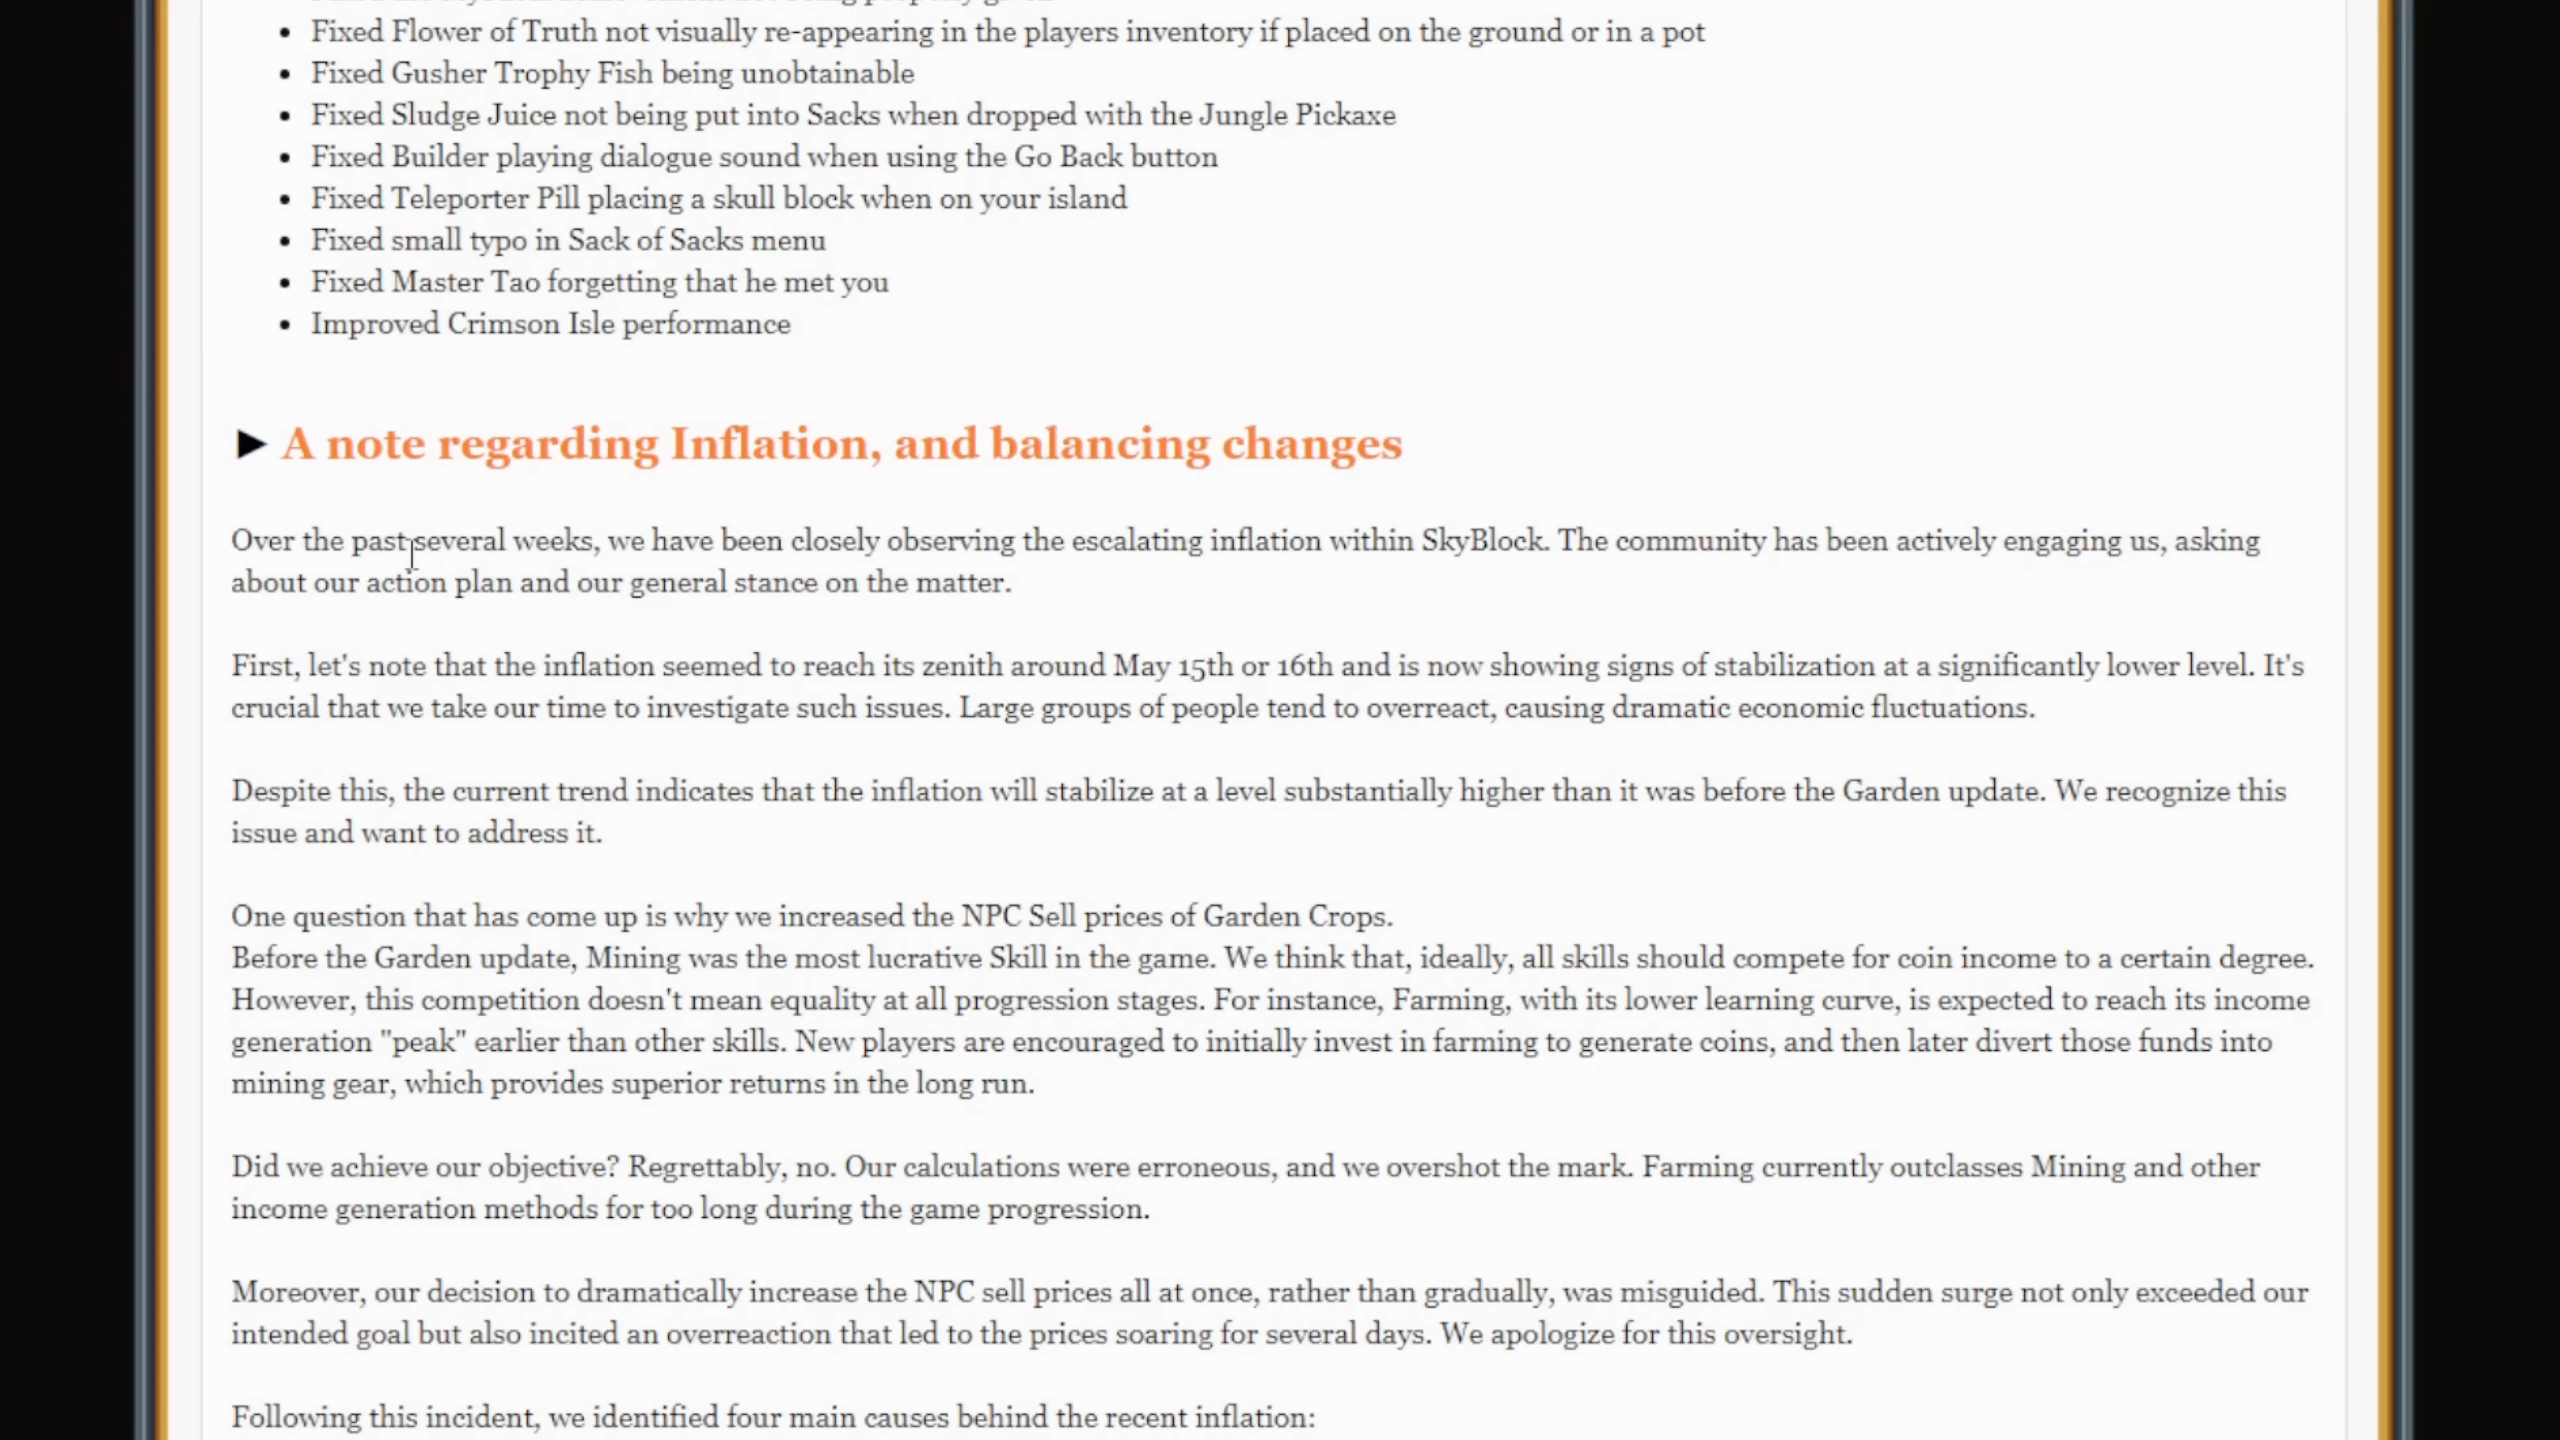 Fixed Flower of Truth not visually re-appearing in the players inventory if placed on the ground or in a pot
Fixed Gusher Trophy Fish being unobtainable
Fixed Sludge Juice not being put into Sacks when dropped with the Jungle Pickaxe
Fixed Builder playing dialogue sound when using the Go Back button
Fixed Teleporter Pill placing a skull block when on your island
Fixed small typo in Sack of Sacks menu
Fixed Master Tao forgetting that he met you
Improved Crimson Isle performance
► A note regarding Inflation, and balancing changes
Over the past several weeks, we have been closely observing the escalating inflation within SkyBlock. The community has been actively engaging us, asking
about our action plan and our general stance on the matter.
First, let's note that the inflation seemed to reach its zenith around May 15th or 16th and is now showing signs of stabilization at a significantly lower level. It's
crucial that we take our time to investigate such issues. Large groups of people tend to overreact, causing dramatic economic fluctuations.
Despite this, the current trend indicates that the inflation will stabilize at a level substantially higher than it was before the Garden update. We recognize this
issue and want to address it.
One question that has come up is why we increased the NPC Sell prices of Garden Crops.
Before the Garden update, Mining was the most lucrative Skill in the game. We think that, ideally, all skills should compete for coin income to a certain degree.
However, this competition doesn't mean equality at all progression stages. For instance, Farming, with its lower learning curve, is expected to reach its income
generation "peak" earlier than other skills. New players are encouraged to initially invest in farming to generate coins, and then later divert those funds into
mining gear, which provides superior returns in the long run.
Did we achieve our objective? Regrettably, no. Our calculations were erroneous, and we overshot the mark. Farming currently outclasses Mining and other
income generation methods for too long during the game progression.
Moreover, our decision to dramatically increase the NPC sell prices all at once, rather than gradually, was misguided. This sudden surge not only exceeded our
intended goal but also incited an overreaction that led to the prices soaring for several days. We apologize for this oversight.
Following this incident, we identified four main causes behind the recent inflation: